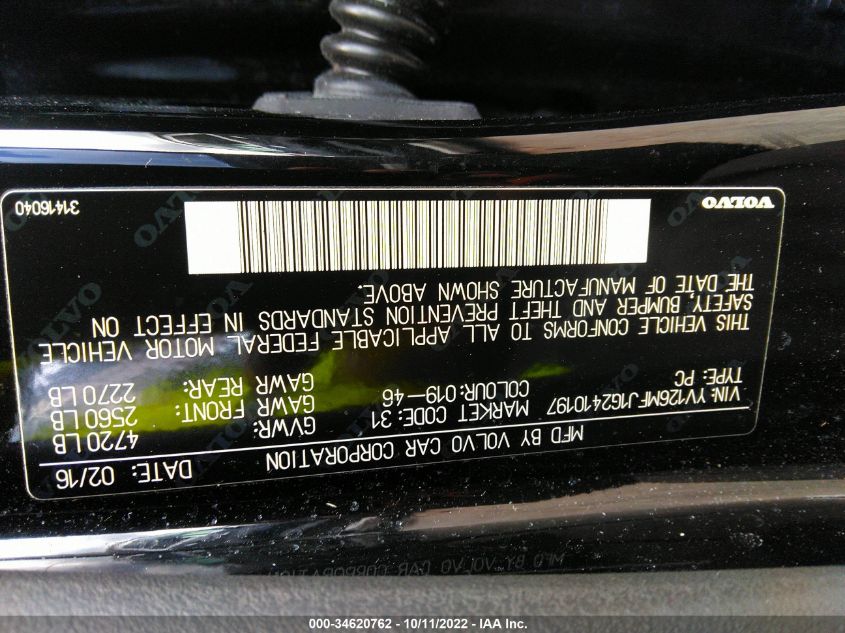 MFD BY VOLVO CAR CORPORATION DATE: 02/16
VIN: YV126MFJ1G2410197 MARKET CODE: 31 GVWR: 4720 LB
TYPE: PC COLOUR: 019-46 GAWR FRONT: 2560 LB
GAWR REAR: 2270 LB
THIS VEHICLE CONFORMS TO ALL APPLICABLE FEDERAL MOTOR VEHICLE
SAFETY, BUMPER AND THEFT PREVENTION STANDARDS IN EFFECT ON
THE DATE OF MANUFACTURE SHOWN ABOVE.
VOLVO 31416040
000-34620762 - 10/11/2022 - IAA Inc.